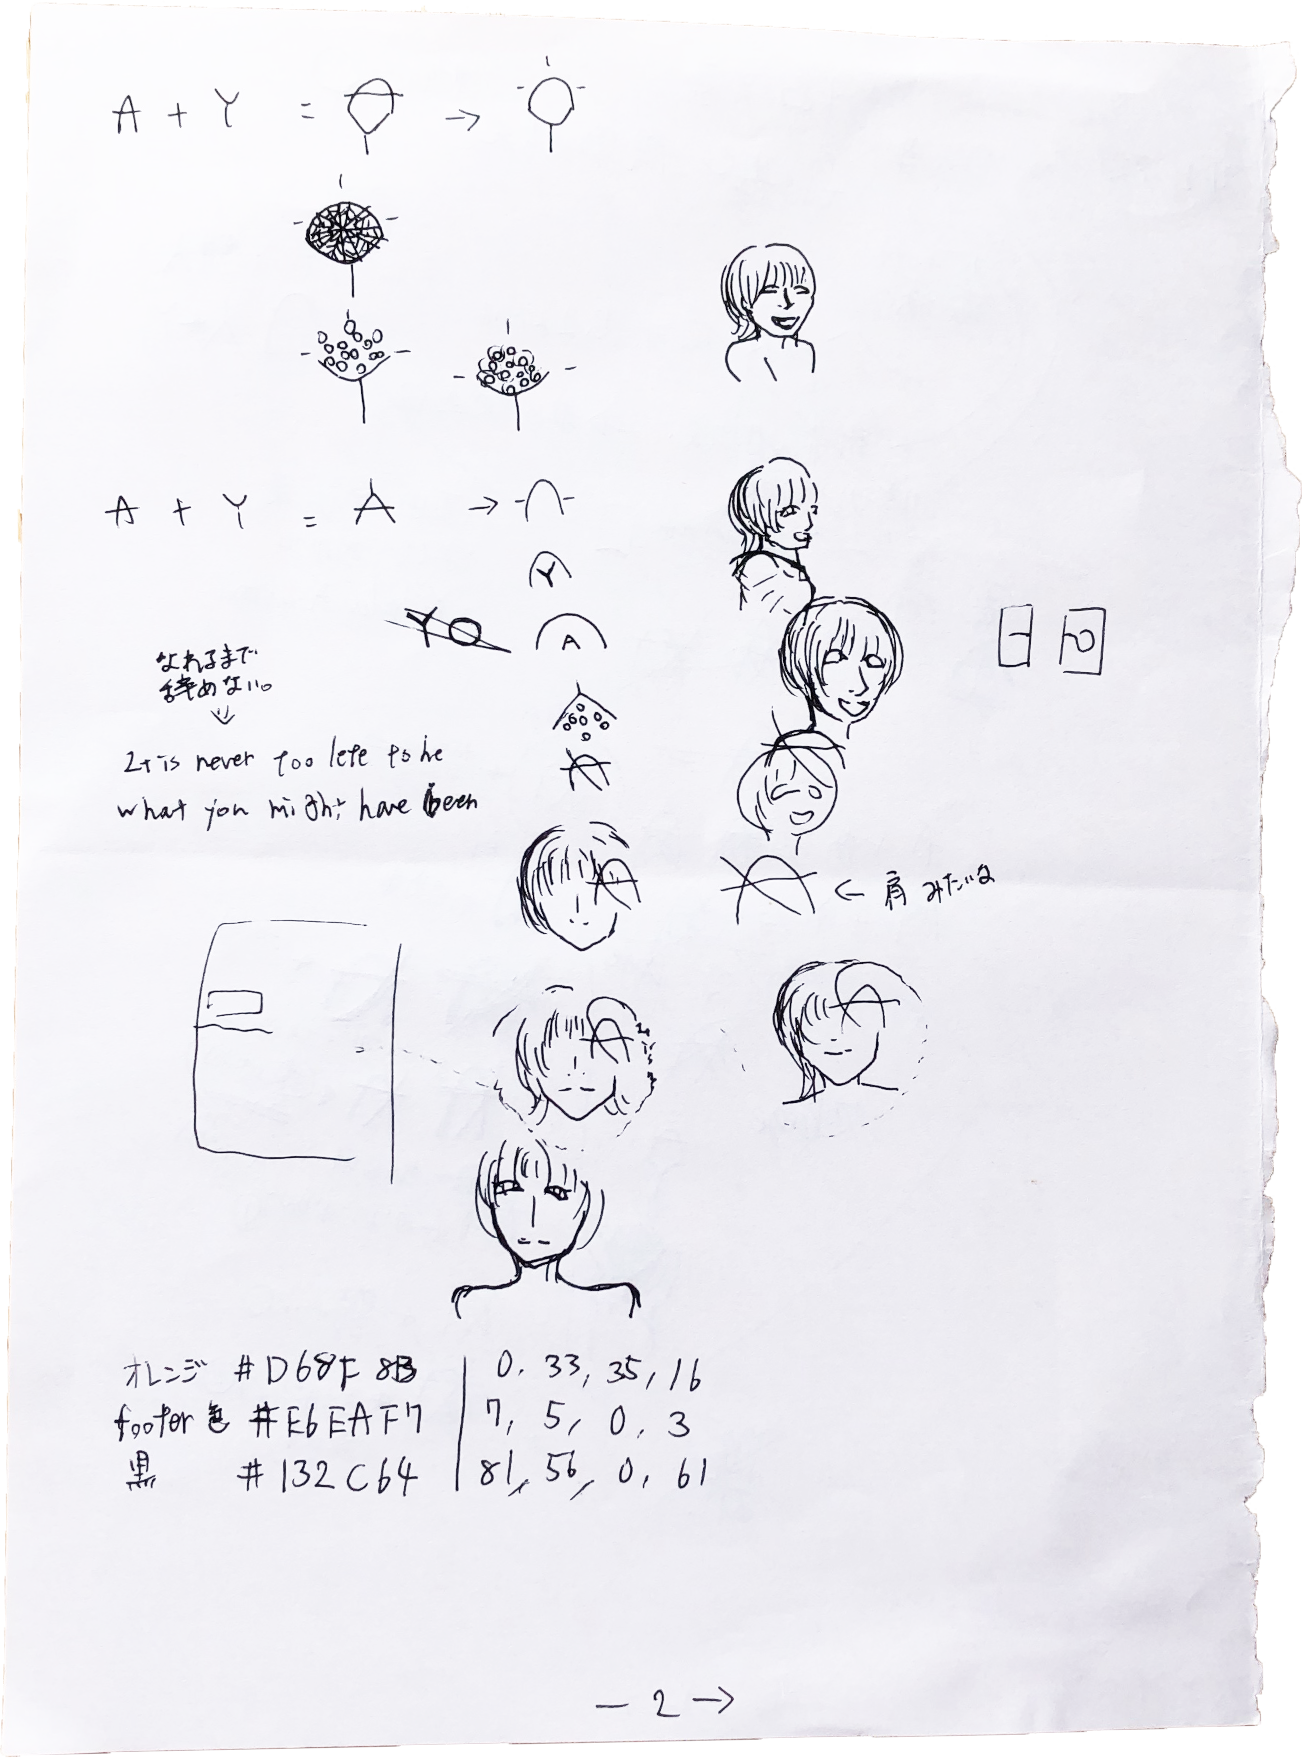 A + Y = →
A + Y = A →
Y
YO
A
なれるまで
辞めない。
It is never too lete to be
what you might have been
A
A
A ← 肩 みたいな
A
A
オレンジ #D68F8B | 0, 33, 35, 16
footer色 #E6EAF7 | 7, 5, 0, 3
黒 #132C64 | 81, 56, 0, 61
— 2 →